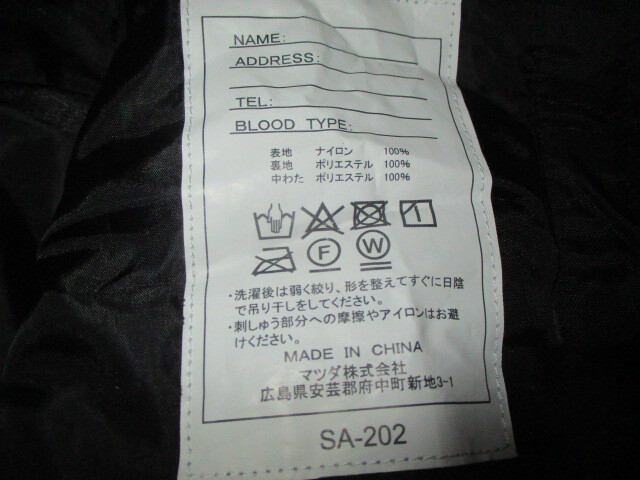 NAME:
ADDRESS:
TEL:
BLOOD TYPE:
表地 ナイロン 100%
裏地 ポリエステル 100%
中わた ポリエステル 100%
F W
・洗濯後は弱く絞り、形を整えてすぐに日陰
で吊り干しをしてください。
・刺しゅう部分への摩擦やアイロンはお避
けください。
MADE IN CHINA
マツダ株式会社
広島県安芸郡府中町新地3-1
SA-202